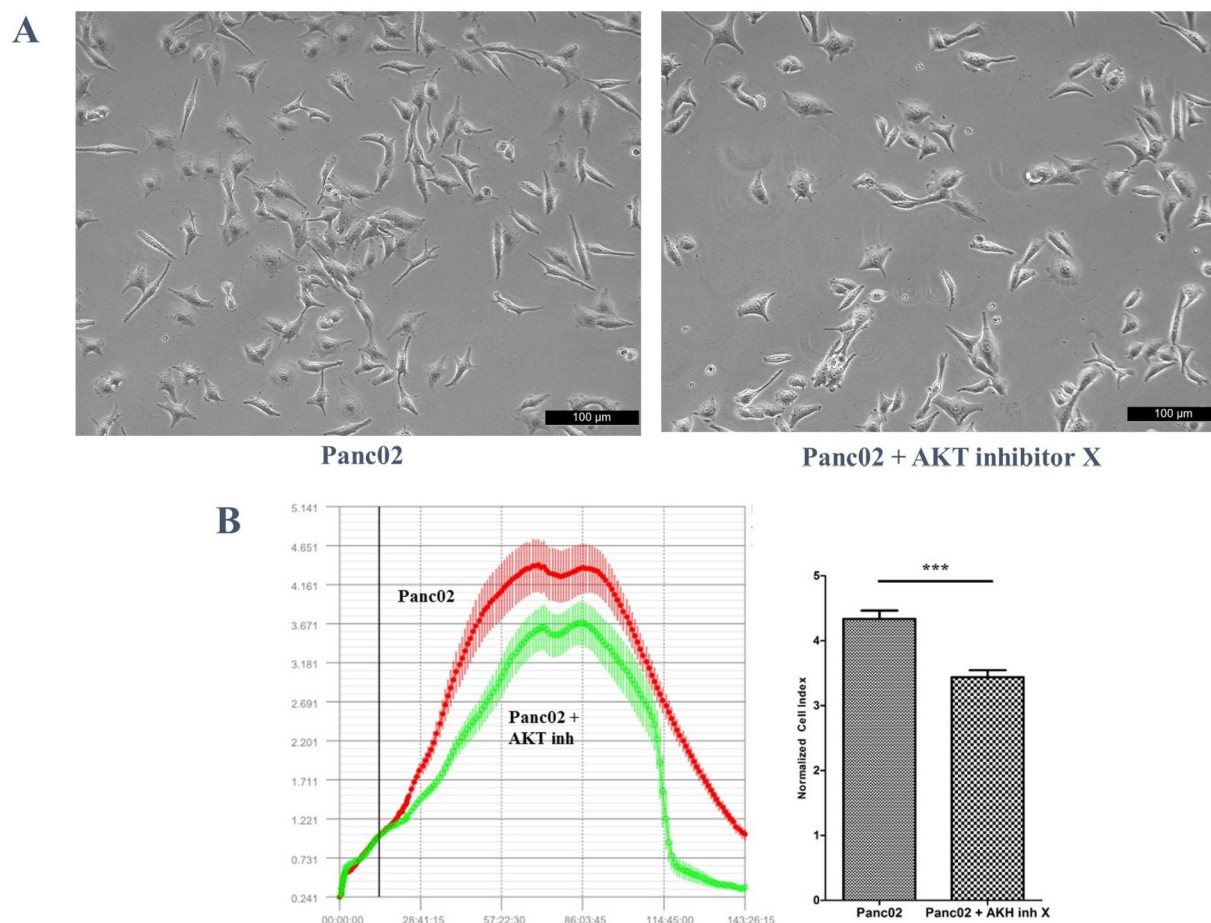 A
100 µm
100 µm
Panc02
Panc02 + AKT inhibitor X
B
5.141
4.651
4.161
3.671
3.181
2.691
2.201
1.711
1.221
0.731
0.241
Panc02
Panc02 +
AKT inh
00:00:00
28:41:15
57:22:30
86:03:45
114:45:00
143:26:15
Normalized Cell Index
5
4
3
2
1
0
***
Panc02
Panc02 + AKH inh X